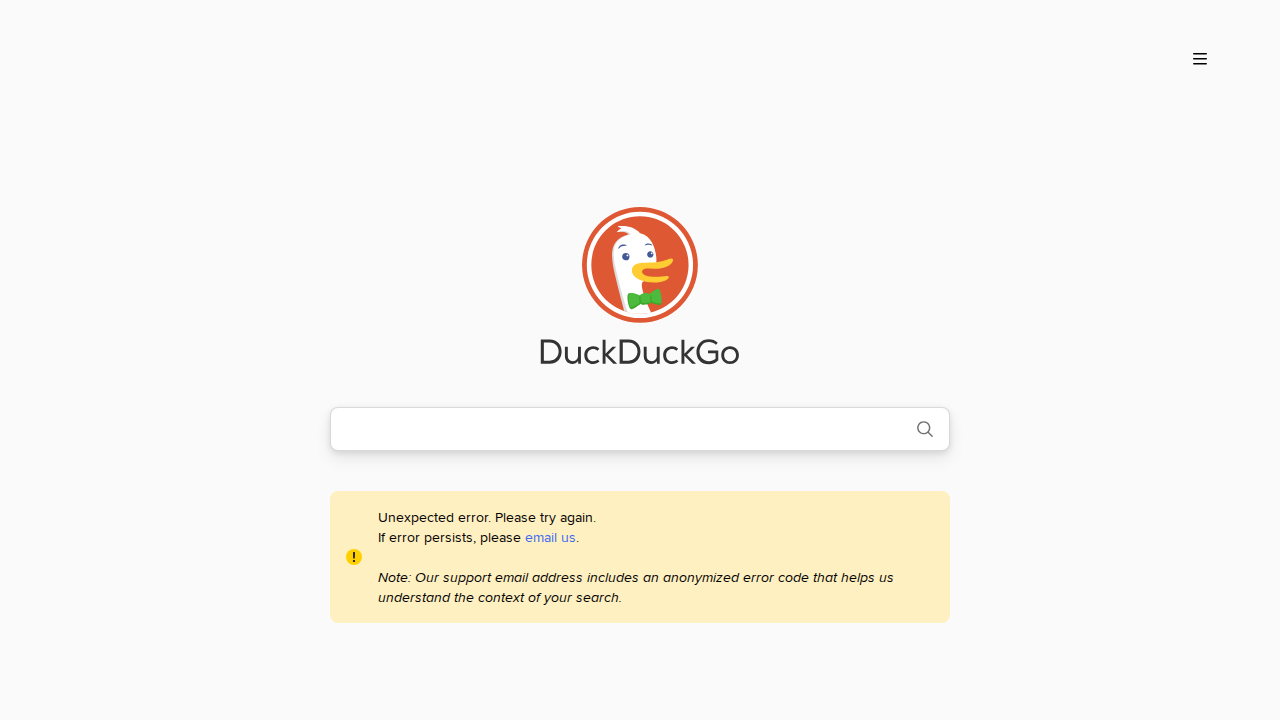 DuckDuckGo
Unexpected error. Please try again.
If error persists, please email us.
Note: Our support email address includes an anonymized error code that helps us
understand the context of your search.